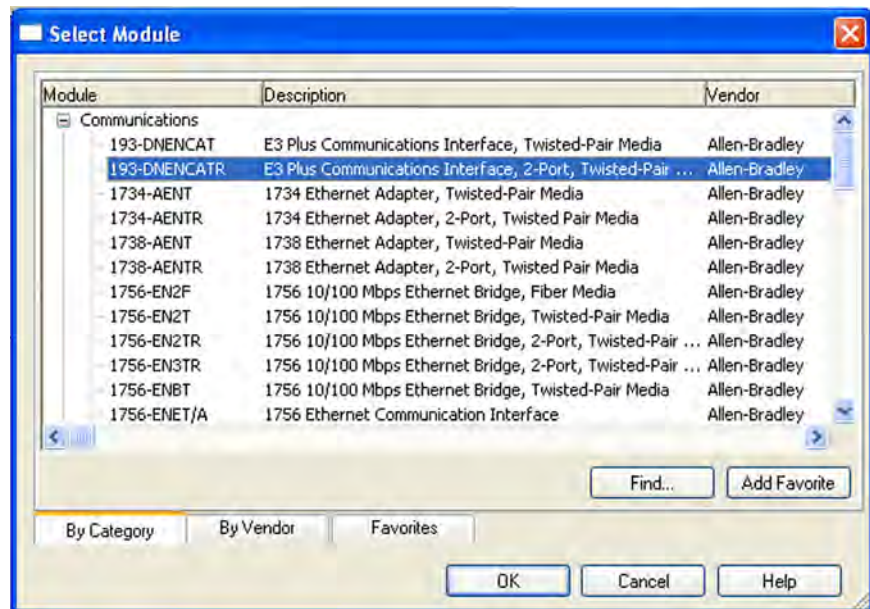 Select Module
Module Description Vendor
Communications
193-DNENCAT E3 Plus Communications Interface, Twisted-Pair Media Allen-Bradley
193-DNENCATR E3 Plus Communications Interface, 2-Port, Twisted-Pair ... Allen-Bradley
1734-AENT 1734 Ethernet Adapter, Twisted-Pair Media Allen-Bradley
1734-AENTR 1734 Ethernet Adapter, 2-Port, Twisted Pair Media Allen-Bradley
1738-AENT 1738 Ethernet Adapter, Twisted-Pair Media Allen-Bradley
1738-AENTR 1738 Ethernet Adapter, 2-Port, Twisted Pair Media Allen-Bradley
1756-EN2F 1756 10/100 Mbps Ethernet Bridge, Fiber Media Allen-Bradley
1756-EN2T 1756 10/100 Mbps Ethernet Bridge, Twisted-Pair Media Allen-Bradley
1756-EN2TR 1756 10/100 Mbps Ethernet Bridge, 2-Port, Twisted-Pair ... Allen-Bradley
1756-EN3TR 1756 10/100 Mbps Ethernet Bridge, 2-Port, Twisted-Pair ... Allen-Bradley
1756-ENBT 1756 10/100 Mbps Ethernet Bridge, Twisted-Pair Media Allen-Bradley
1756-ENET/A 1756 Ethernet Communication Interface Allen-Bradley
Find... Add Favorite
By Category By Vendor Favorites
OK Cancel Help